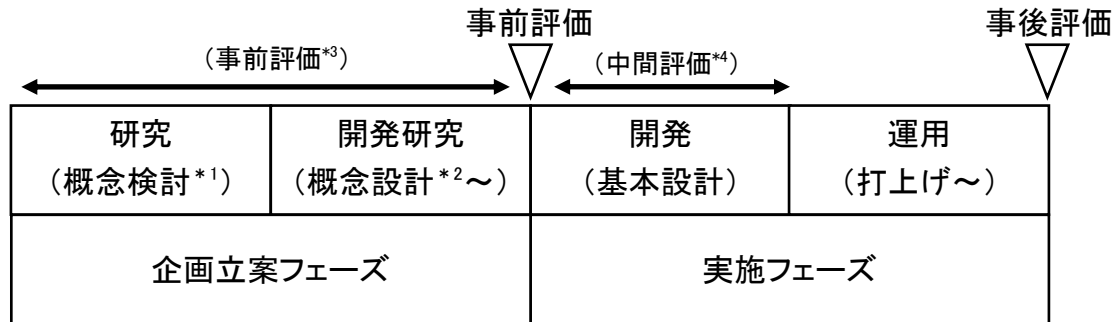 事前評価
事後評価
（事前評価*3）
（中間評価*4）
研究
（概念検討*1）
開発研究
（概念設計*2～）
開発
（基本設計）
運用
（打上げ～）
企画立案フェーズ
実施フェーズ